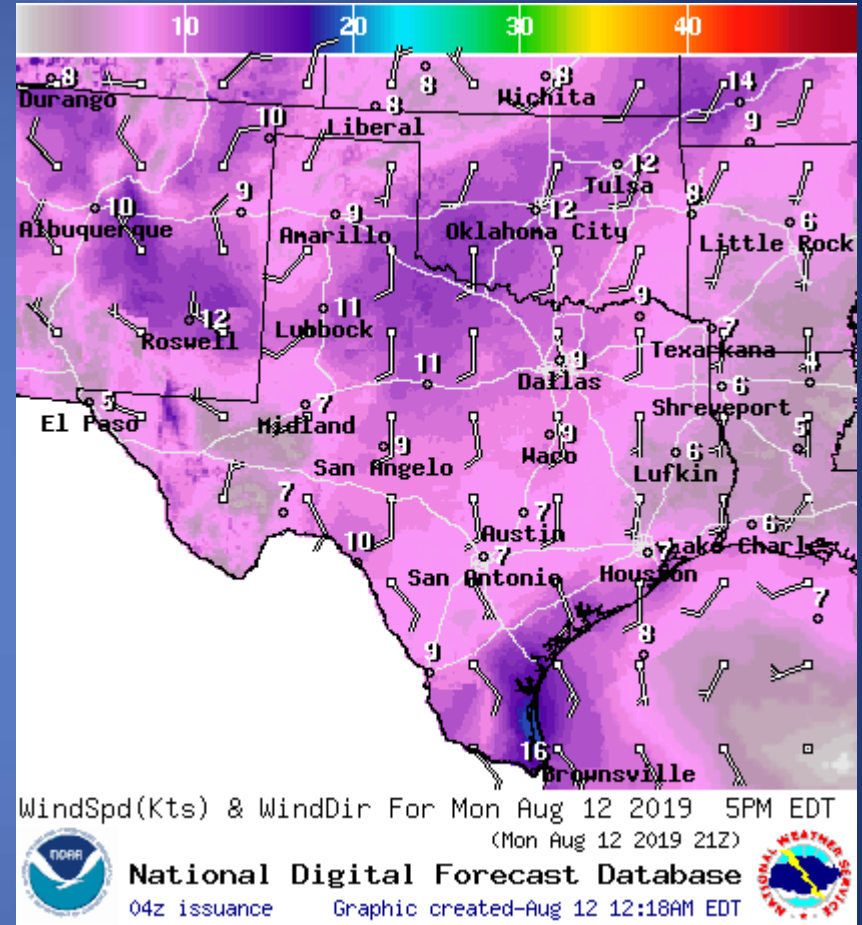 10 20 30 40
8 8 8 14
Durango Wichita
10 8 9
Liberal
12
Tulsa
10 9 9 12 8 6
Albuquerque Amarillo Oklahoma City Little Rock
12 11 9 7
Roswell Lubbock Texarkana
11 9 6 4
Dallas
5 7 Shreveport
El Paso Midland 9 9 6 5
San Angelo Waco Lufkin
7 7 6
Austin
10 7 7 Lake Charles
San Antonio Houston
7
9 8
16
Brownsville
WindSpd(Kts) & WindDir For Mon Aug 12 2019 5PM EDT
(Mon Aug 12 2019 21Z)
NOAA
National Digital Forecast Database
04z issuance Graphic created-Aug 12 12:18AM EDT
NATIONAL WEATHER SERVICE